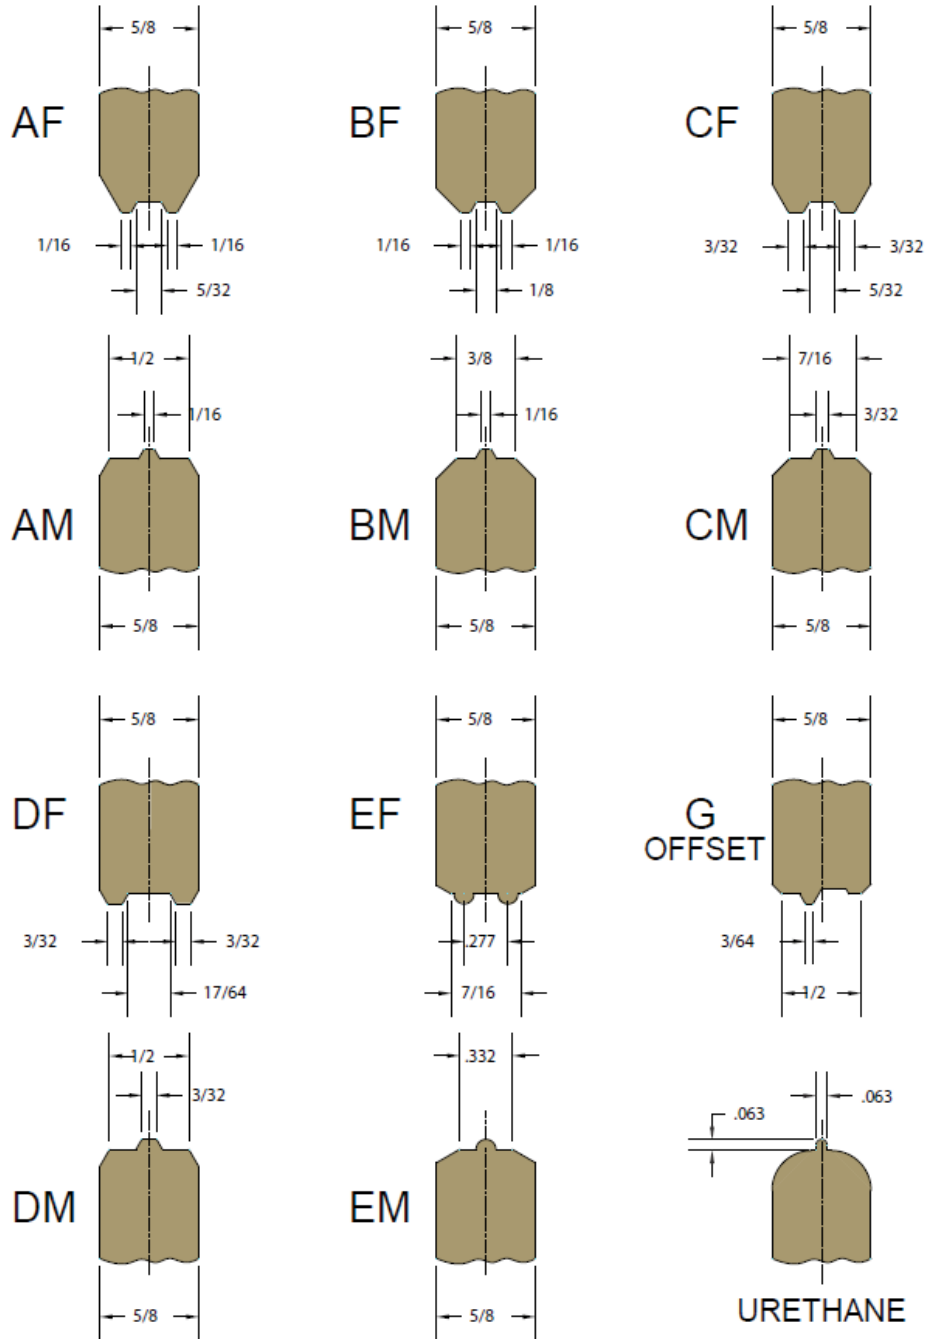 5/8 5/8 5/8
AF BF CF
1/16 1/16 1/16 1/16 3/32 3/32
5/32 1/8 5/32
1/2 3/8 7/16
1/16 1/16 3/32
AM BM CM
5/8 5/8 5/8
5/8 5/8 5/8
DF EF G
OFFSET
3/32 3/32 .277 3/64
17/64 7/16 1/2
1/2 .332
3/32 .063 .063
DM EM
5/8 5/8 URETHANE